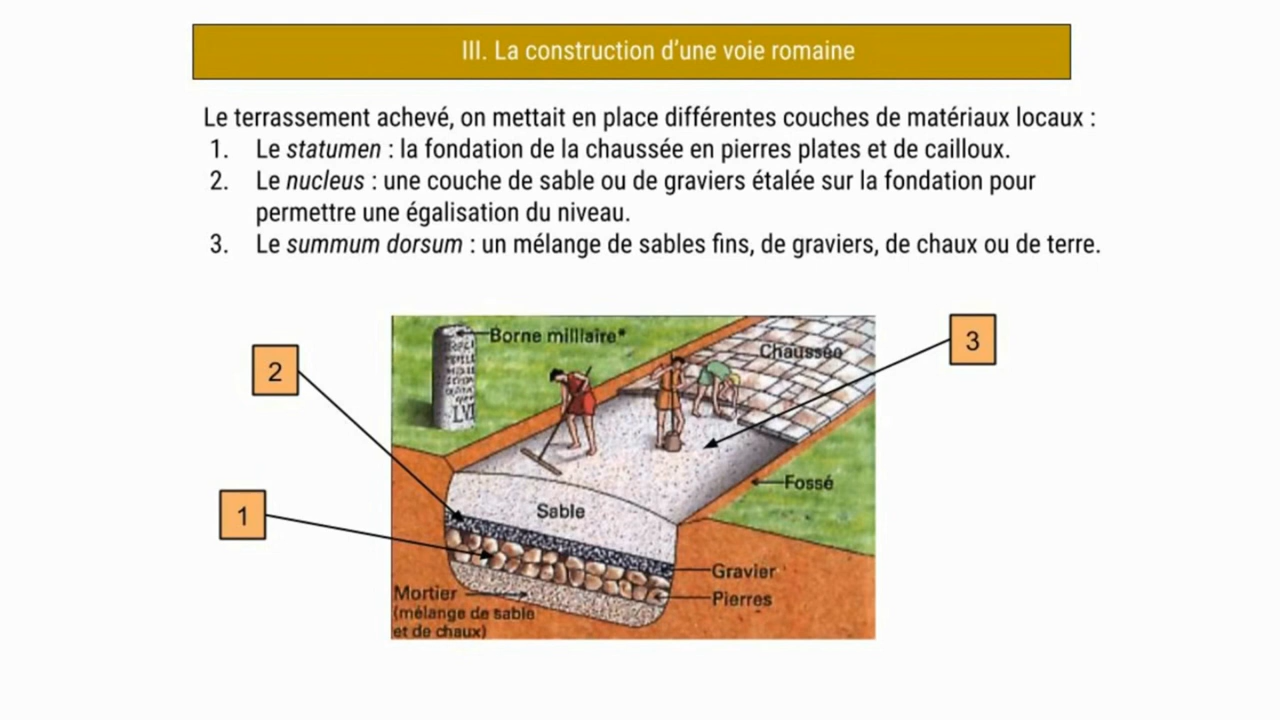 III. La construction d'une voie romaine
Le terrassement achevé, on mettait en place différentes couches de matériaux locaux :
1. Le statumen : la fondation de la chaussée en pierres plates et de cailloux.
2. Le nucleus : une couche de sable ou de graviers étalée sur la fondation pour
permettre une égalisation du niveau.
3. Le summum dorsum : un mélange de sables fins, de graviers, de chaux ou de terre.
Borne milliaire*
3
Chaussée
2
LVI
Fossé
1
Sable
Gravier
Mortier
Pierres
(mélange de sable
et de chaux)